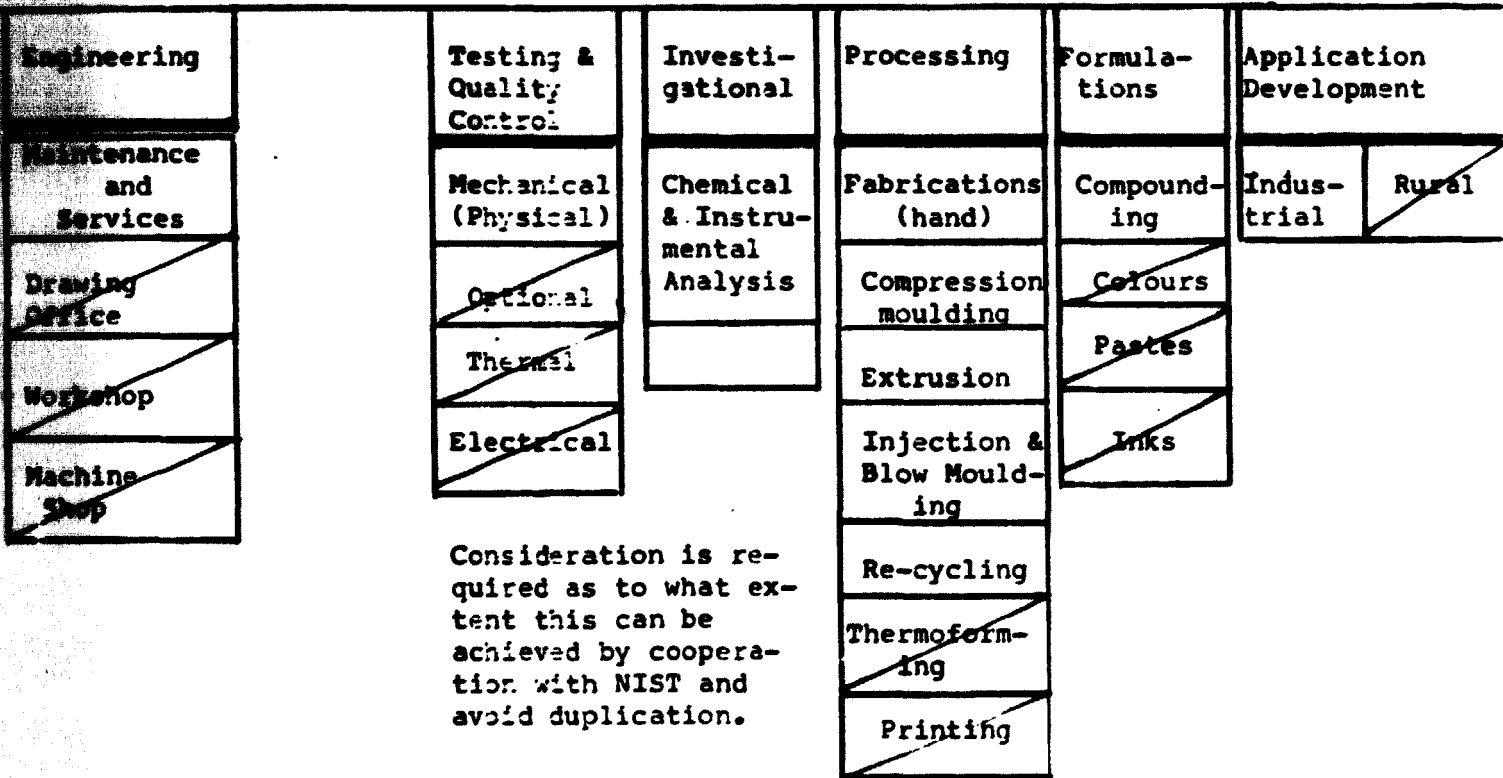 Engineering
Maintenance
and
Services
Drawing
Office
Workshop
Machine
Shop
Testing &
Quality
Control
Mechanical
(Physical)
Optional
Thermal
Electrical
Consideration is re-
quired as to what ex-
tent this can be
achieved by coopera-
tion with NIST and
avoid duplication.
Investi-
gational
Chemical
& Instru-
mental
Analysis
Processing
Fabrications
(hand)
Compression
moulding
Extrusion
Injection &
Blow Mould-
ing
Re-cycling
Thermoform-
ing
Printing
Formula-
tions
Compound-
ing
Colours
Pastes
Inks
Application
Development
Indus-
trial
Rural